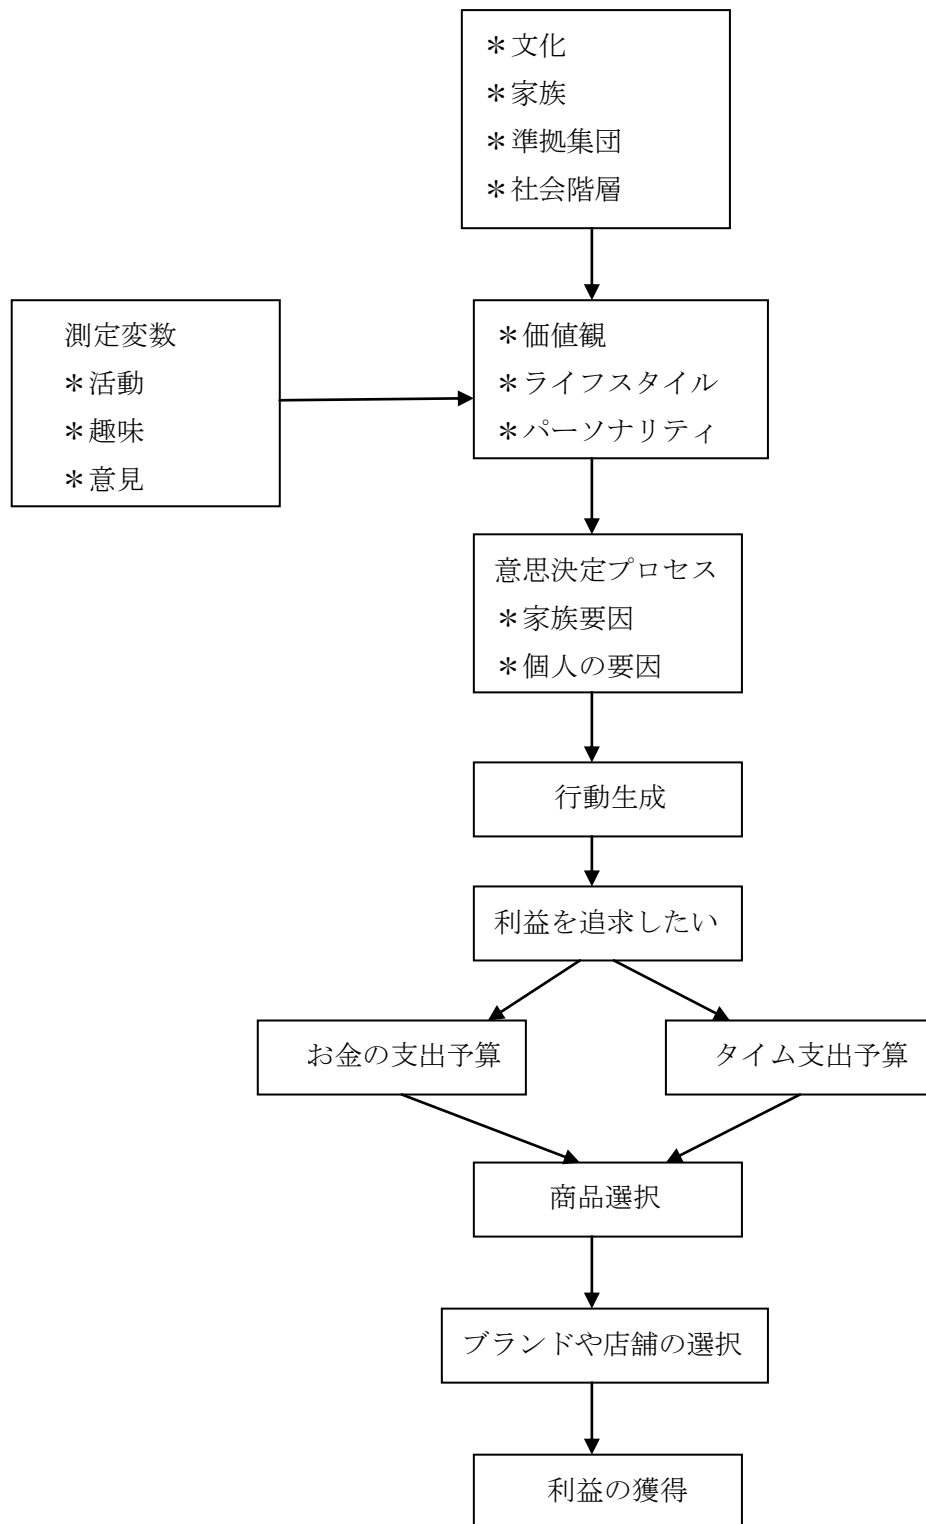 ＊文化
＊家族
＊準拠集団
＊社会階層
測定変数
＊活動
＊趣味
＊意見
＊価値観
＊ライフスタイル
＊パーソナリティ
意思決定プロセス
＊家族要因
＊個人の要因
行動生成
利益を追求したい
お金の支出予算
タイム支出予算
商品選択
ブランドや店舗の選択
利益の獲得